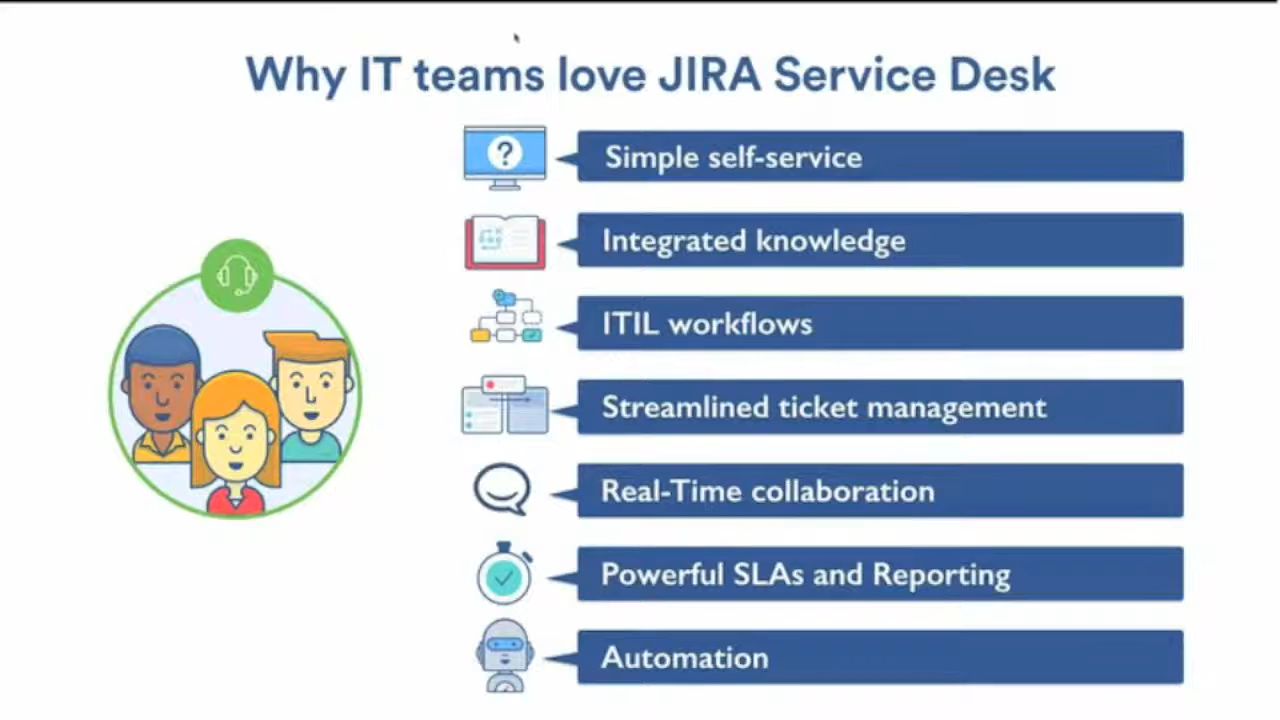 Why IT teams love JIRA Service Desk
Simple self-service
Integrated knowledge
ITIL workflows
Streamlined ticket management
Real-Time collaboration
Powerful SLAs and Reporting
Automation